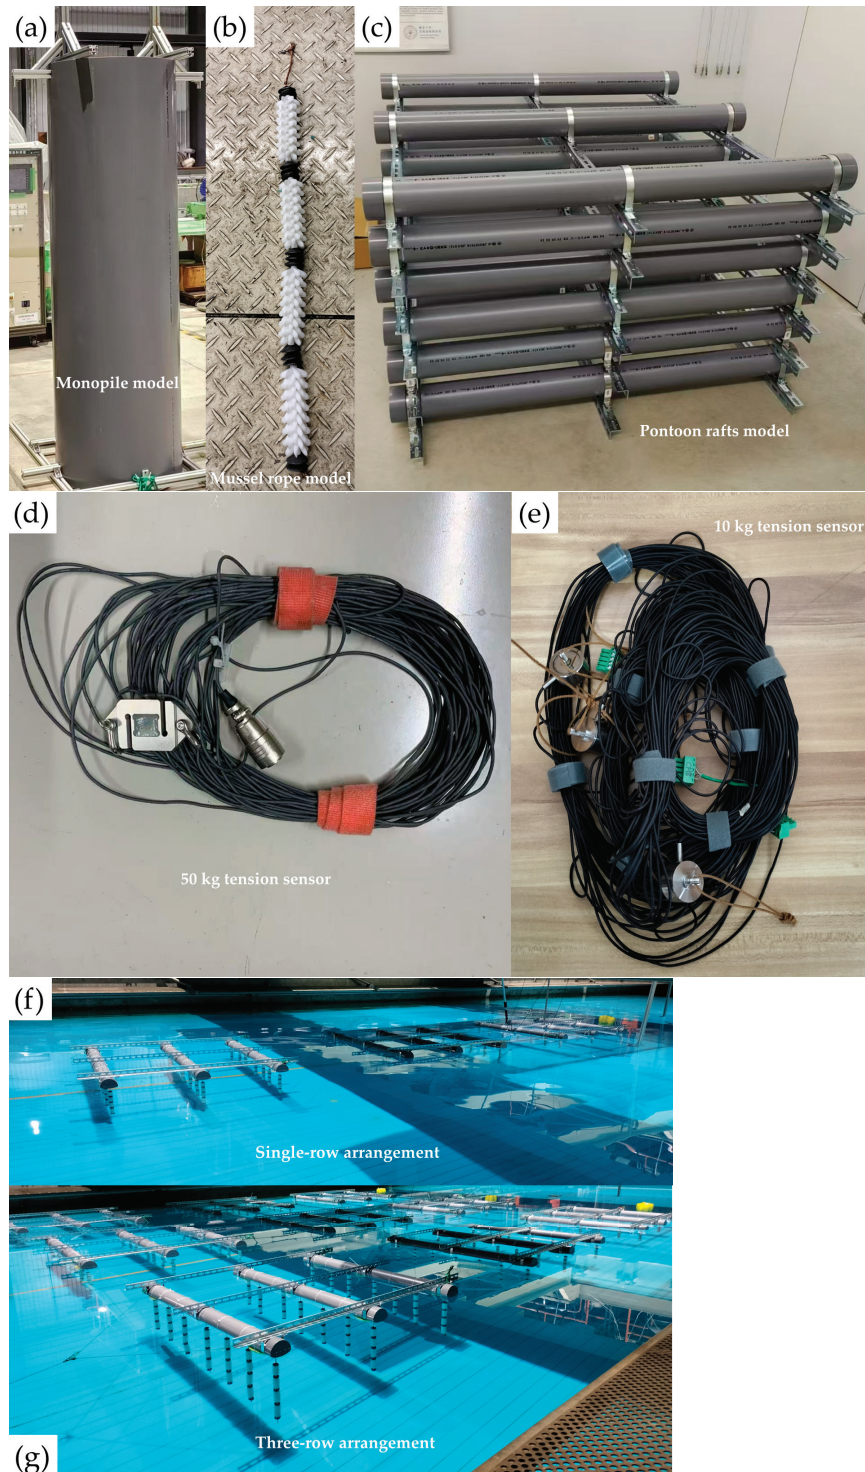 (a)
(b)
(c)
Monopile model
Mussel rope model
Pontoon rafts model
(d)
(e)
10 kg tension sensor
50 kg tension sensor
(f)
Single-row arrangement
Three-row arrangement
(g)